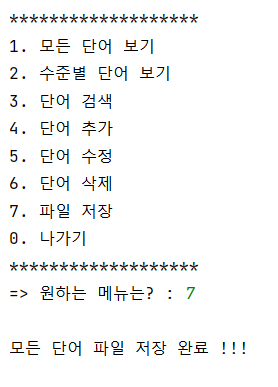 ********************
1. 모든 단어 보기
2. 수준별 단어 보기
3. 단어 검색
4. 단어 추가
5. 단어 수정
6. 단어 삭제
7. 파일 저장
0. 나가기
********************
=> 원하는 메뉴는? : 7
모든 단어 파일 저장 완료 !!!